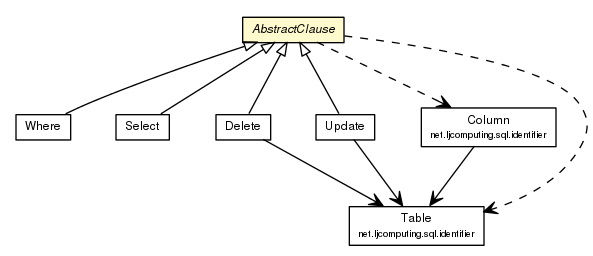 AbstractClause
Where
Select
Delete
Update
Column
net.ljcomputing.sql.identifier
Table
net.ljcomputing.sql.identifier